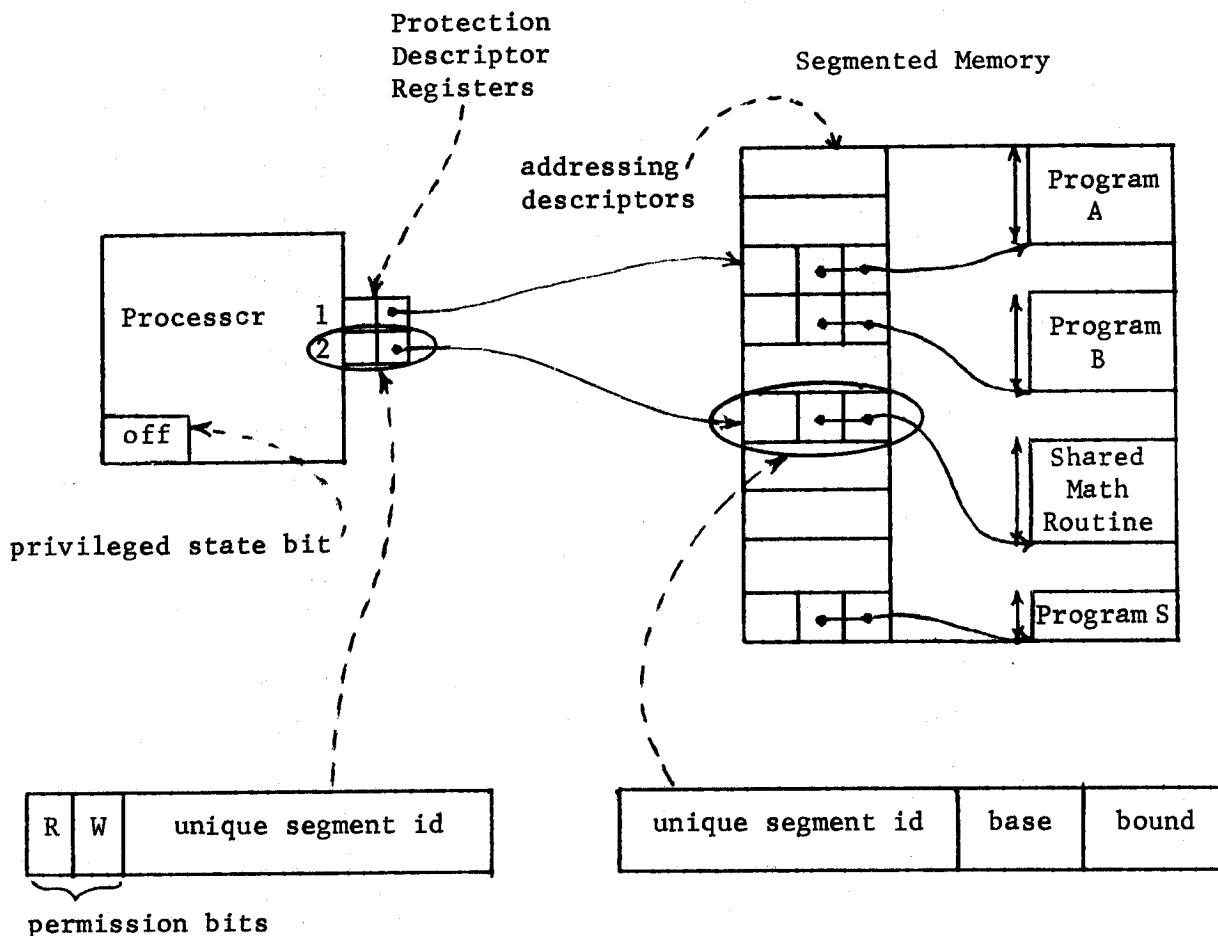 Protection
Descriptor
Registers
Segmented Memory
addressing
descriptors
Program
A
Processcr
1
2
Program
B
off
Shared
Math
Routine
privileged state bit
Program S
R
W
unique segment id
unique segment id
base
bound
permission bits